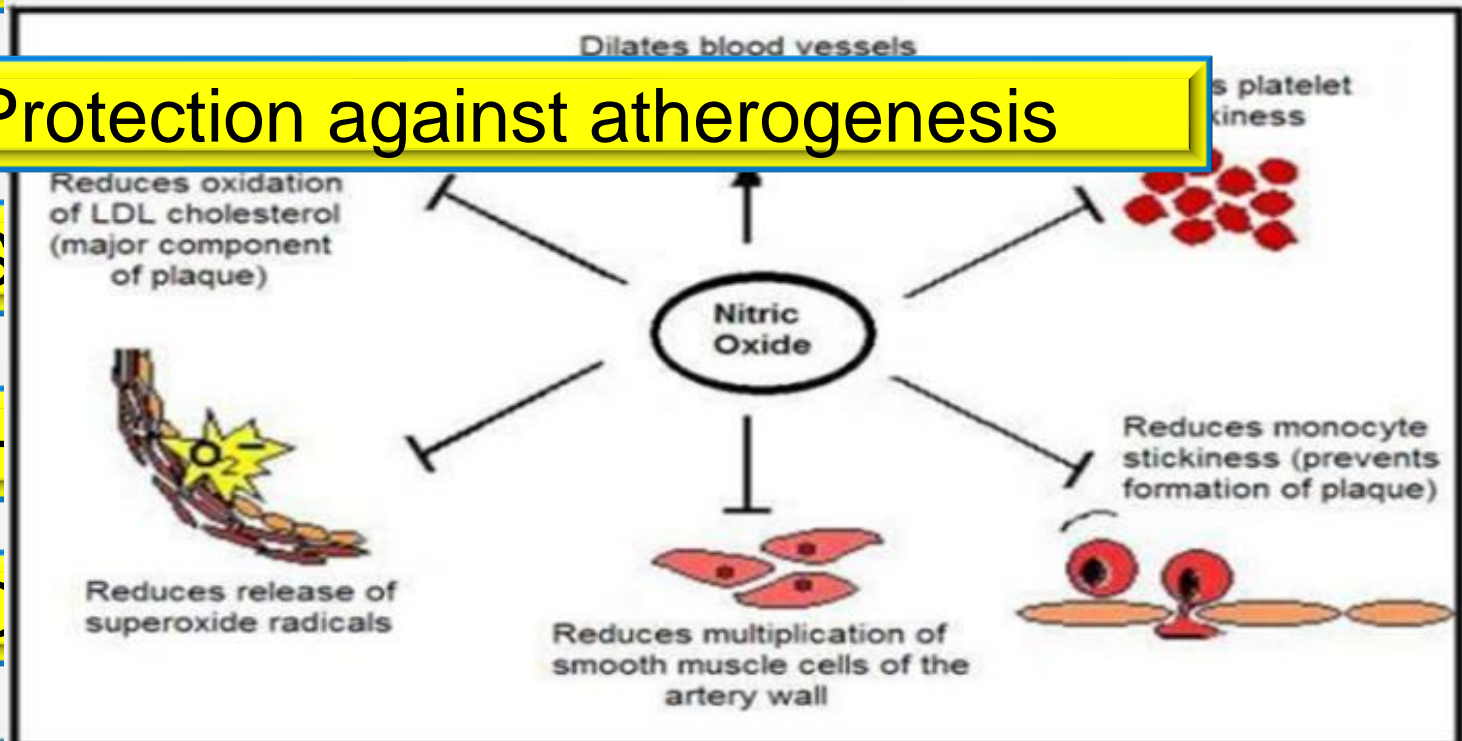 Dilates blood vessels
Protection against atherogenesis
platelet
Reduces oxidation
of LDL cholesterol
(major component
of plaque)
Nitric
Oxide
O2-
Reduces monocyte
stickiness (prevents
formation of plaque)
Reduces release of
superoxide radicals
Reduces multiplication of
smooth muscle cells of the
artery wall